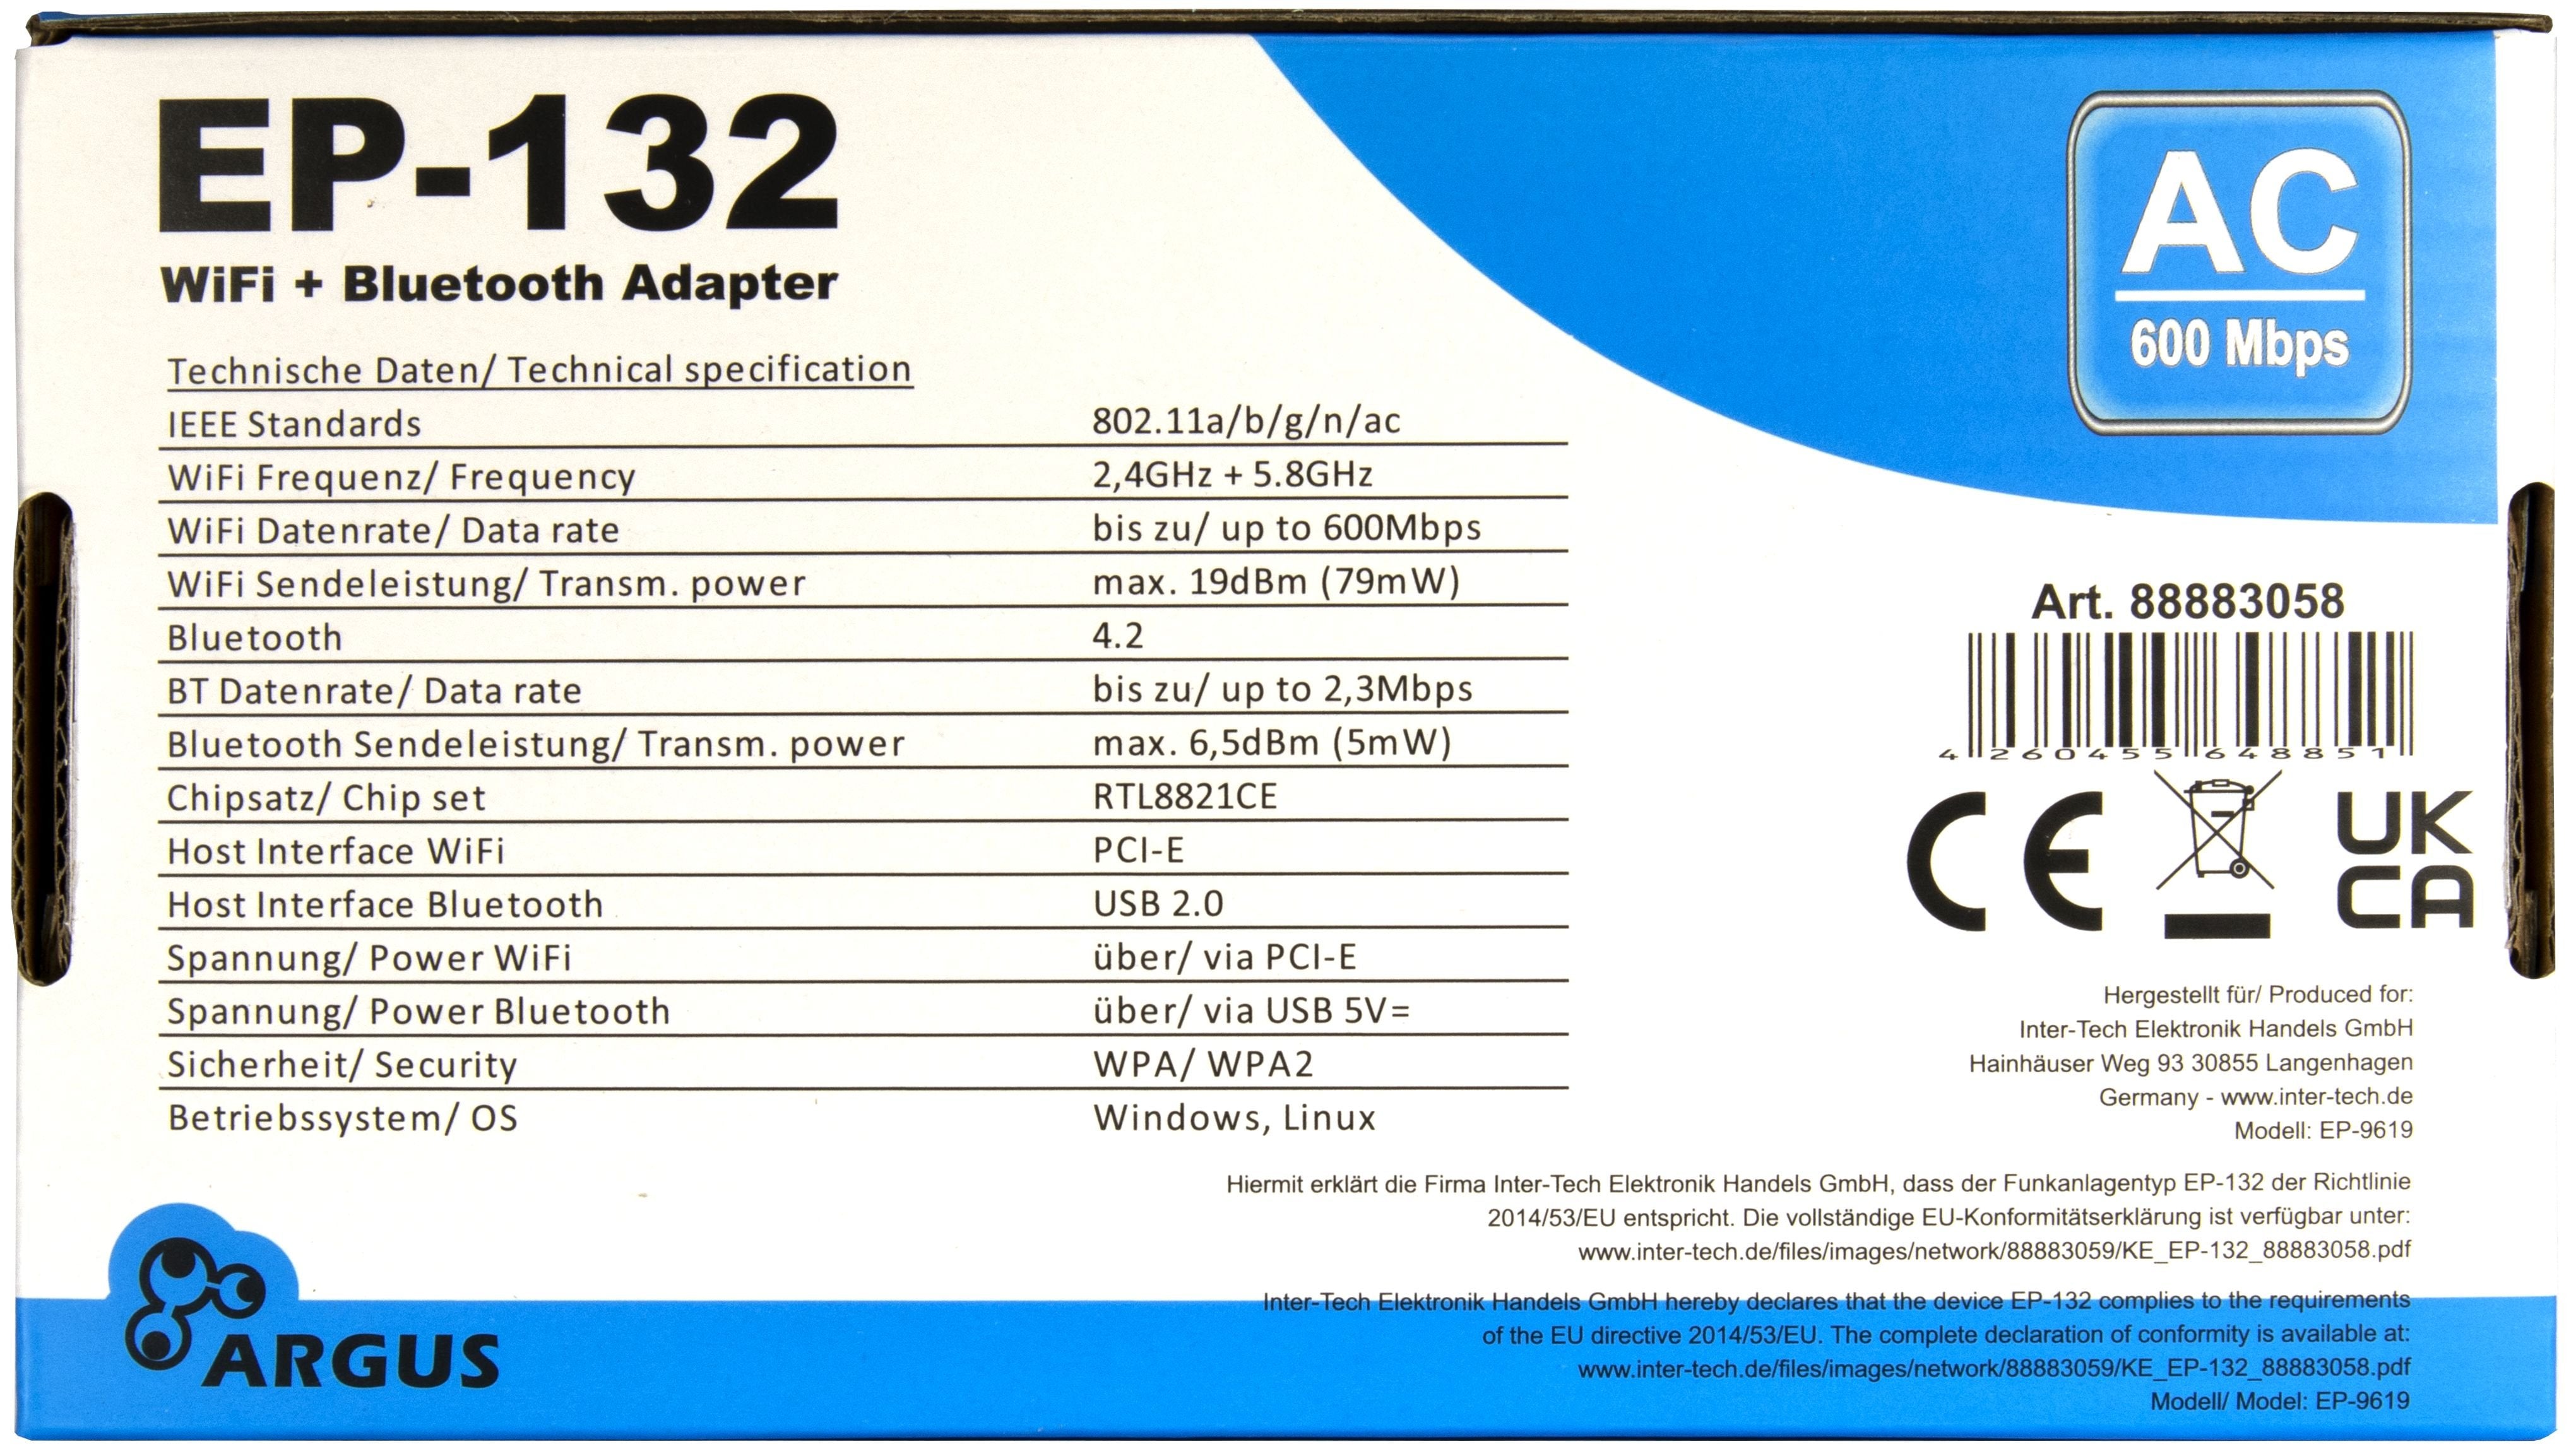 EP-132
WiFi + Bluetooth Adapter
AC
600 Mbps
Technische Daten/ Technical specification
IEEE Standards 802.11a/b/g/n/ac
WiFi Frequenz/ Frequency 2,4GHz + 5.8GHz
WiFi Datenrate/ Data rate bis zu/ up to 600Mbps
WiFi Sendeleistung/ Transm. power max. 19dBm (79mW)
Bluetooth 4.2
BT Datenrate/ Data rate bis zu/ up to 2,3Mbps
Bluetooth Sendeleistung/ Transm. power max. 6,5dBm (5mW)
Chipsatz/ Chip set RTL8821CE
Host Interface WiFi PCI-E
Host Interface Bluetooth USB 2.0
Spannung/ Power WiFi über/ via PCI-E
Spannung/ Power Bluetooth über/ via USB 5V=
Sicherheit/ Security WPA/ WPA2
Betriebssystem/ OS Windows, Linux
Art. 88883058
4 260455 648851
CE
UK
CA
Hergestellt für/ Produced for:
Inter-Tech Elektronik Handels GmbH
Hainhäuser Weg 93 30855 Langenhagen
Germany - www.inter-tech.de
Modell: EP-9619
Hiermit erklärt die Firma Inter-Tech Elektronik Handels GmbH, dass der Funkanlagentyp EP-132 der Richtlinie
2014/53/EU entspricht. Die vollständige EU-Konformitätserklärung ist verfügbar unter:
www.inter-tech.de/files/images/network/88883059/KE_EP-132_88883058.pdf
Inter-Tech Elektronik Handels GmbH hereby declares that the device EP-132 complies to the requirements
of the EU directive 2014/53/EU. The complete declaration of conformity is available at:
www.inter-tech.de/files/images/network/88883059/KE_EP-132_88883058.pdf
Modell/ Model: EP-9619
ARGUS